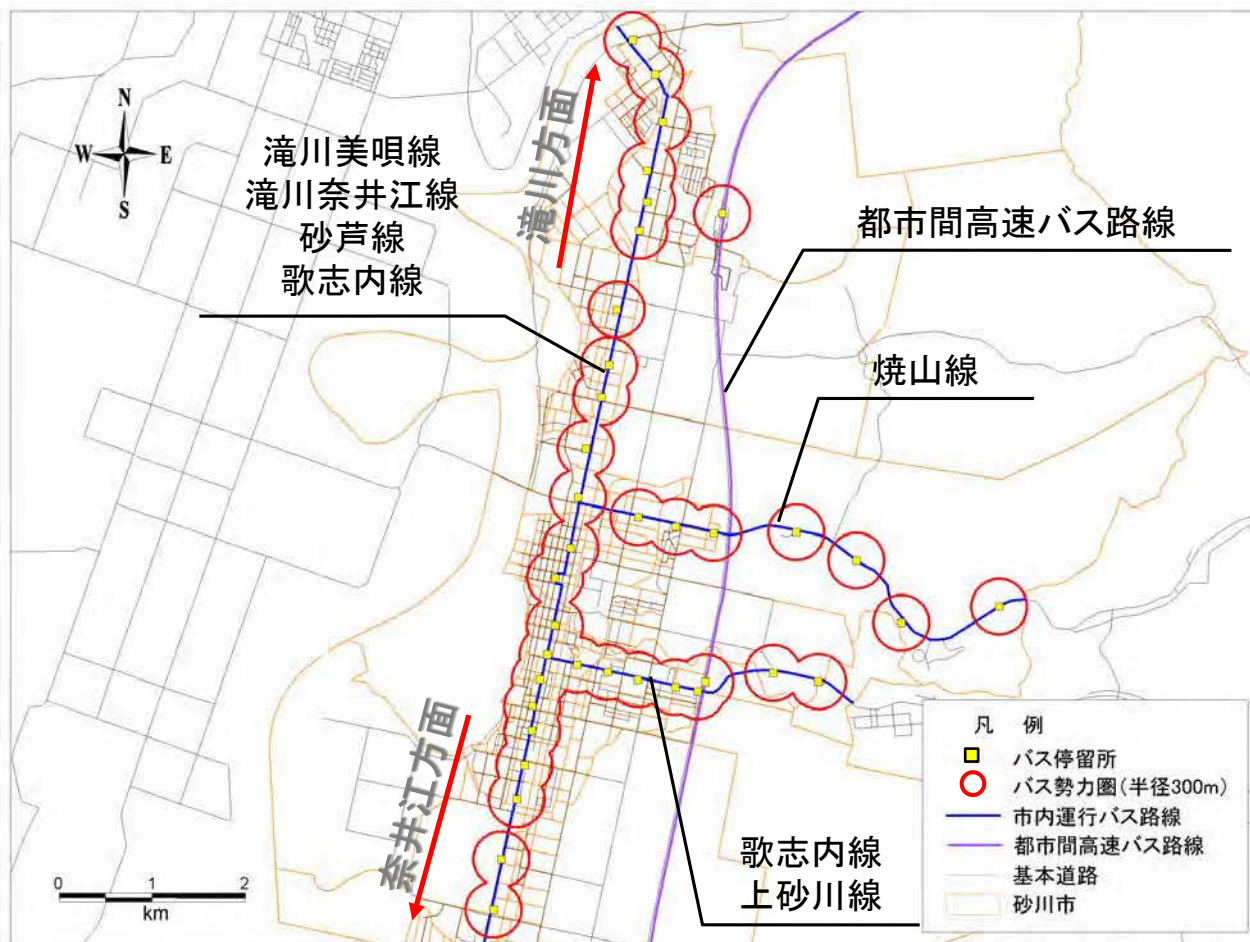 N
W E
S
滝川美唄線
滝川奈井江線
砂芦線
歌志内線
滝川方面
都市間高速バス路線
焼山線
奈井江方面
歌志内線
上砂川線
0 1 2
km
凡 例
バス停留所
バス勢力圏(半径300m)
市内運行バス路線
都市間高速バス路線
基本道路
砂川市